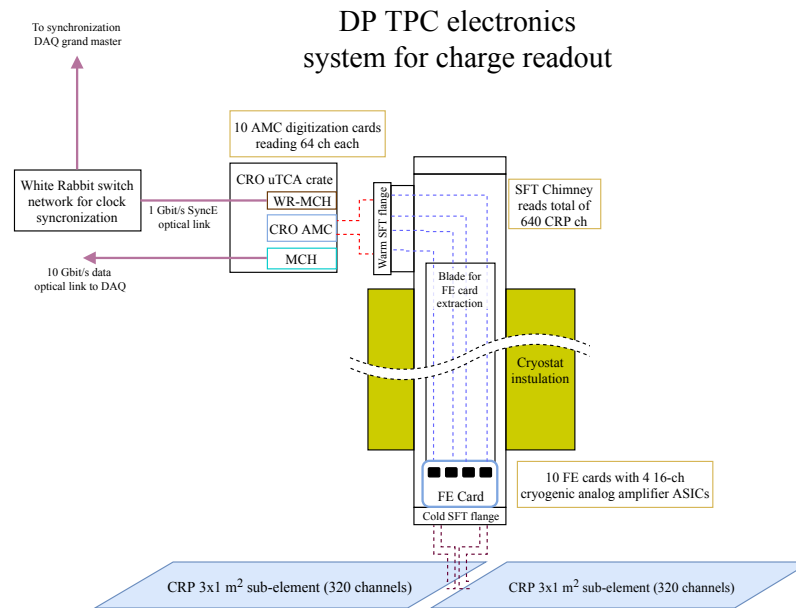 DP TPC electronics
system for charge readout
To synchronization
DAQ grand master
10 AMC digitization cards
reading 64 ch each
White Rabbit switch
network for clock
syncronization
1 Gbit/s SyncE
optical link
CRO uTCA crate
WR-MCH
CRO AMC
MCH
10 Gbit/s data
optical link to DAQ
Warm SFT flange
SFT Chimney
reads total of
640 CRP ch
Blade for
FE card
extraction
Cryostat
instulation
FE Card
Cold SFT flange
10 FE cards with 4 16-ch
cryogenic analog amplifier ASICs
CRP 3x1 m² sub-element (320 channels)
CRP 3x1 m² sub-element (320 channels)